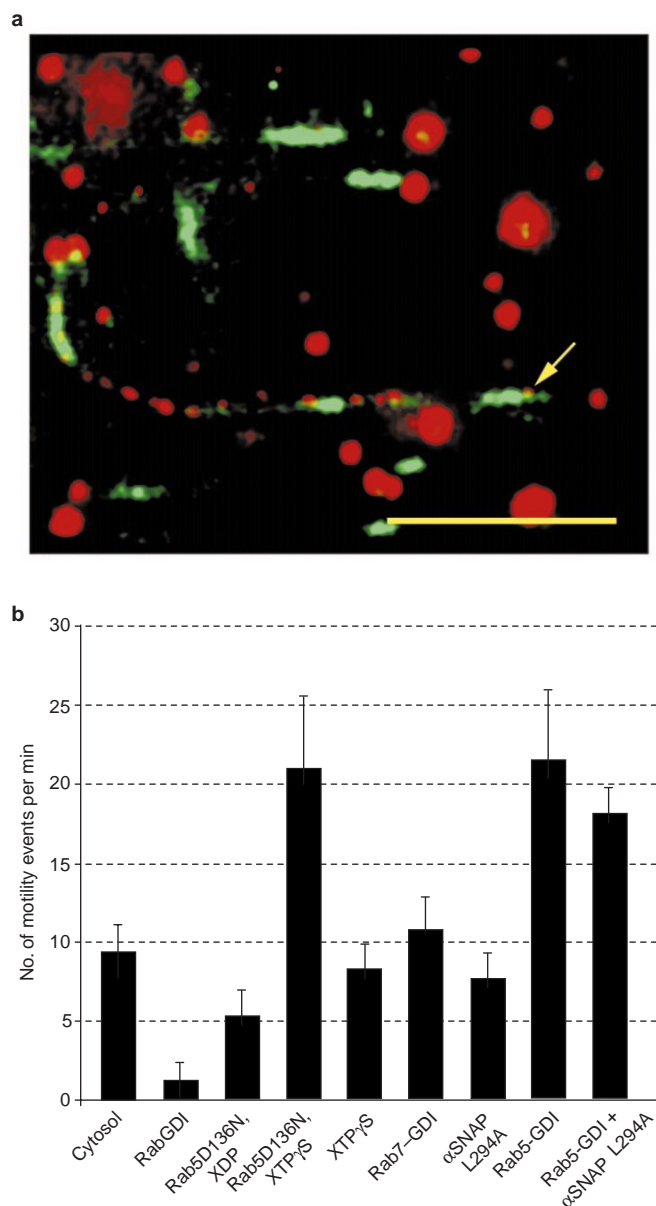 a
b
30
25
20
15
10
5
0
No. of motility events per min
Cytosol
RabGDI
Rab5D136N,
XDP
Rab5D136N,
XTPγS
XTPγS
Rab7–GDI
αSNAP
L294A
Rab5-GDI
Rab5-GDI +
αSNAP L294A